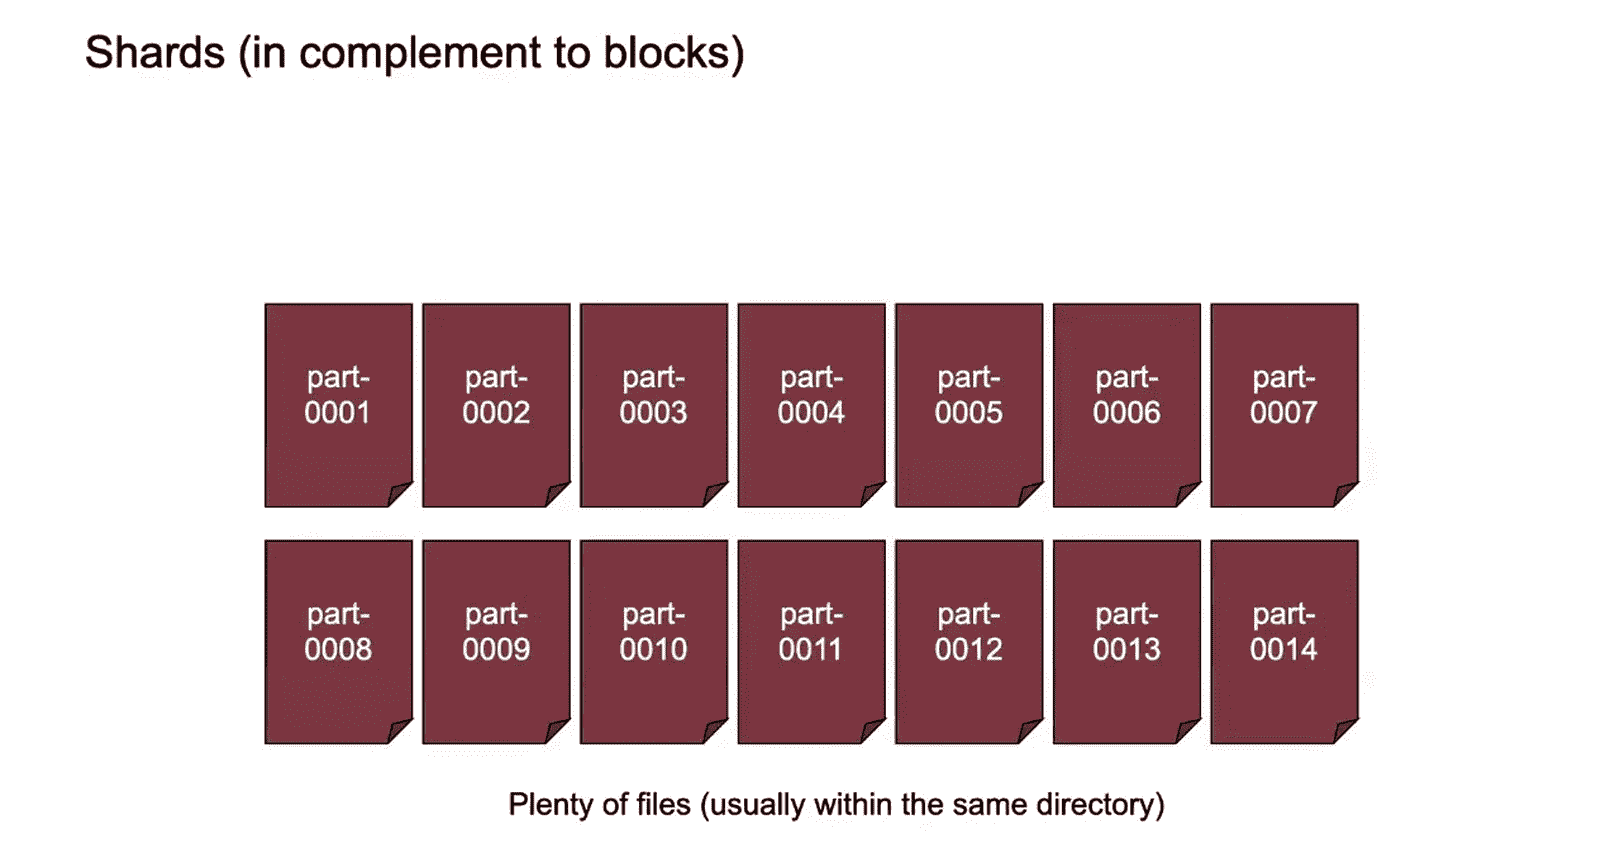 Shards (in complement to blocks)
part-
0001
part-
0002
part-
0003
part-
0004
part-
0005
part-
0006
part-
0007
part-
0008
part-
0009
part-
0010
part-
0011
part-
0012
part-
0013
part-
0014
Plenty of files (usually within the same directory)